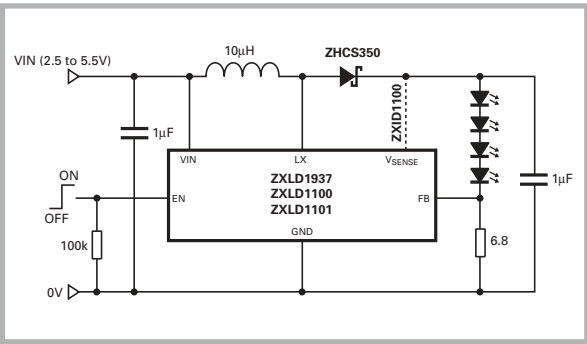 10µH
ZHCS350
VIN (2.5 to 5.5V)
ZXID1100
1µF
VIN
LX
VSENSE
ZXLD1937
ZXLD1100
ZXLD1101
ON
OFF
EN
FB
1µF
GND
100k
6.8
0V